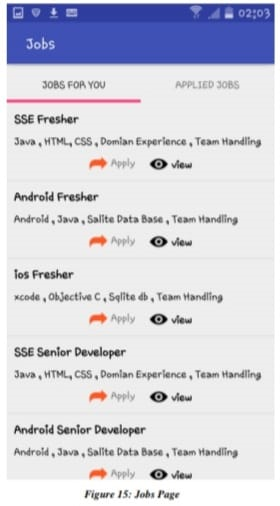 02:03
Jobs
JOBS FOR YOU APPLIED JOBS
SSE Fresher
Java , HTML, CSS , Domian Experience , Team Handling
Apply view
Android Fresher
Android , Java , Salite Data Base , Team Handling
Apply view
ios Fresher
xcode , Objective C , Sqlite db , Team Handling
Apply view
SSE Senior Developer
Java , HTML, CSS , Domian Experience , Team Handling
Apply view
Android Senior Developer
Android , Java , Salite Data Base , Team Handling
Apply view
Figure 15: Jobs Page